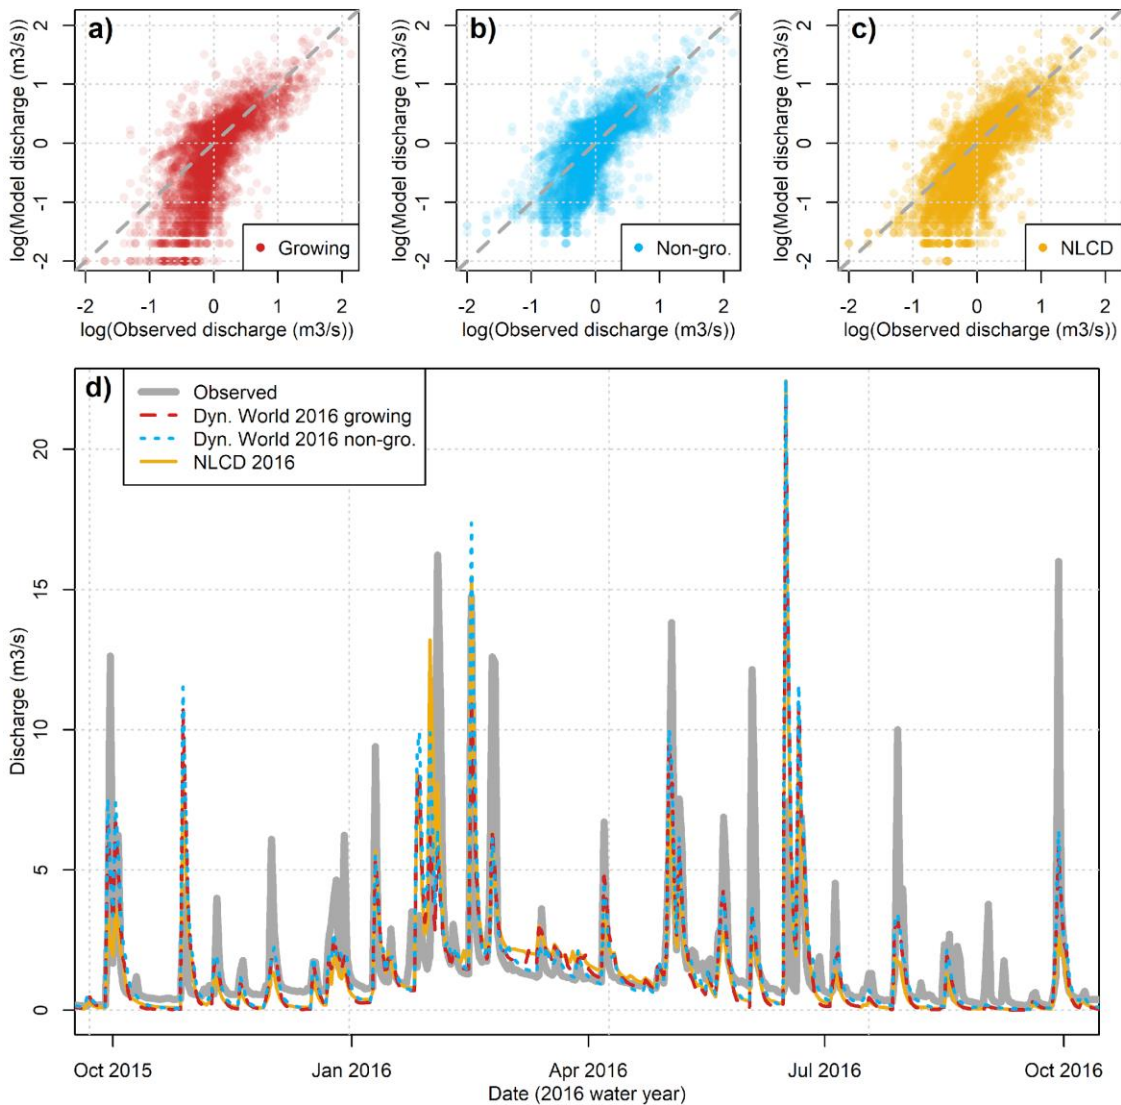 a)
log(Model discharge (m3/s))
2
1
0
-1
-2
Growing
-2 -1 0 1 2
log(Observed discharge (m3/s))
b)
log(Model discharge (m3/s))
2
1
0
-1
-2
Non-gro.
-2 -1 0 1 2
log(Observed discharge (m3/s))
c)
log(Model discharge (m3/s))
2
1
0
-1
-2
NLCD
-2 -1 0 1 2
log(Observed discharge (m3/s))
d)
Observed
Dyn. World 2016 growing
Dyn. World 2016 non-gro.
NLCD 2016
Discharge (m3/s)
20
15
10
5
0
Oct 2015 Jan 2016 Apr 2016 Jul 2016 Oct 2016
Date (2016 water year)